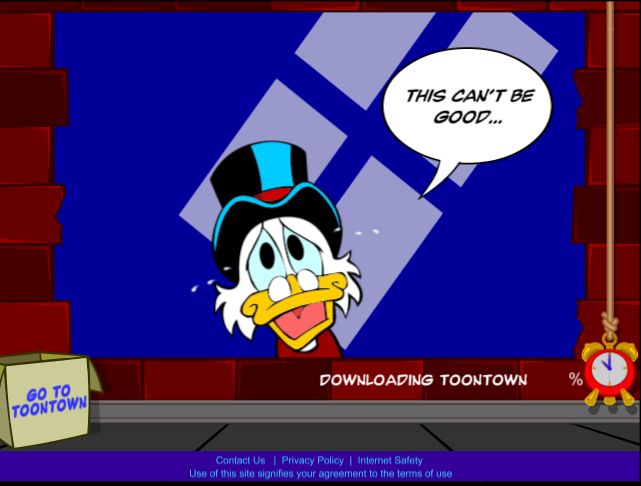 THIS CAN'T BE
GOOD...
DOWNLOADING TOONTOWN %
GO TO
TOONTOWN
Contact Us | Privacy Policy | Internet Safety
Use of this site signifies your agreement to the terms of use